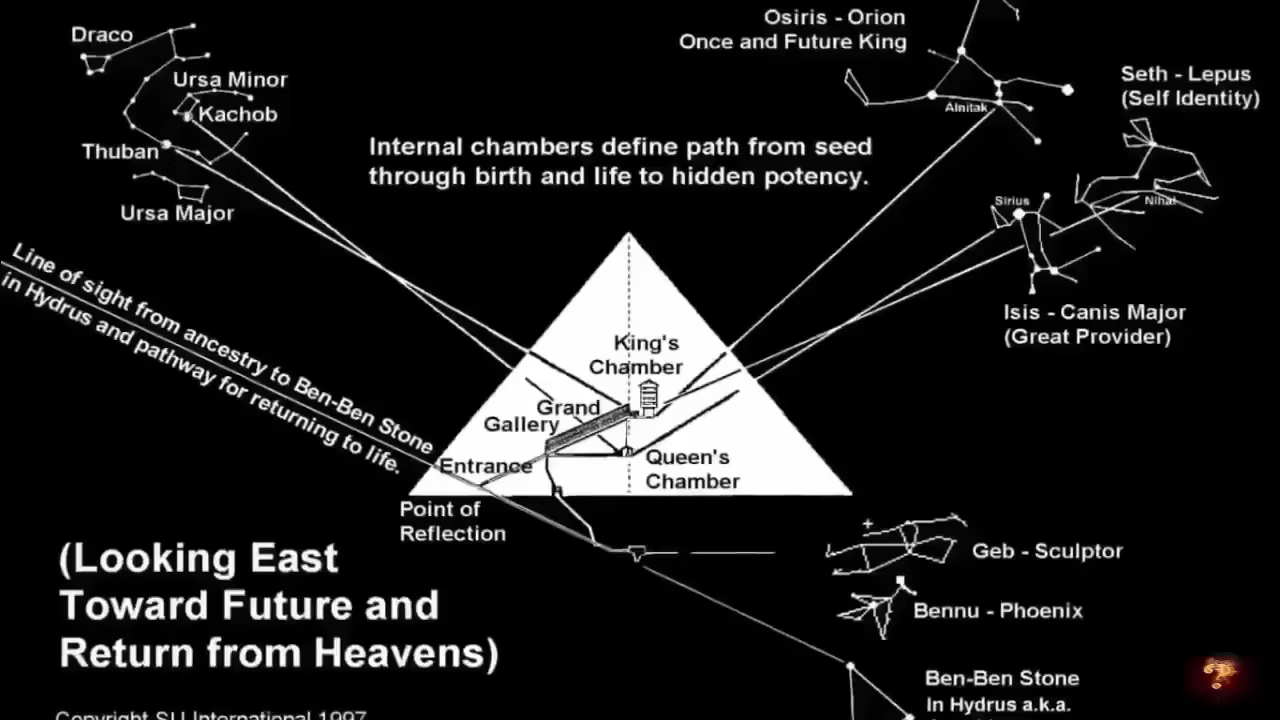 Draco
Ursa Minor
Kachob
Thuban
Ursa Major
Osiris - Orion
Once and Future King
Alnitak
Seth - Lepus
(Self Identity)
Sirius
Nihal
Isis - Canis Major
(Great Provider)
Internal chambers define path from seed
through birth and life to hidden potency.
Line of sight from ancestry to Ben-Ben Stone
in Hydrus and pathway for returning to life.
King's
Chamber
Grand
Gallery
Entrance
Queen's
Chamber
Point of
Reflection
(Looking East
Toward Future and
Return from Heavens)
Geb - Sculptor
Bennu - Phoenix
Ben-Ben Stone
In Hydrus a.k.a.
Copyright SU International 1997